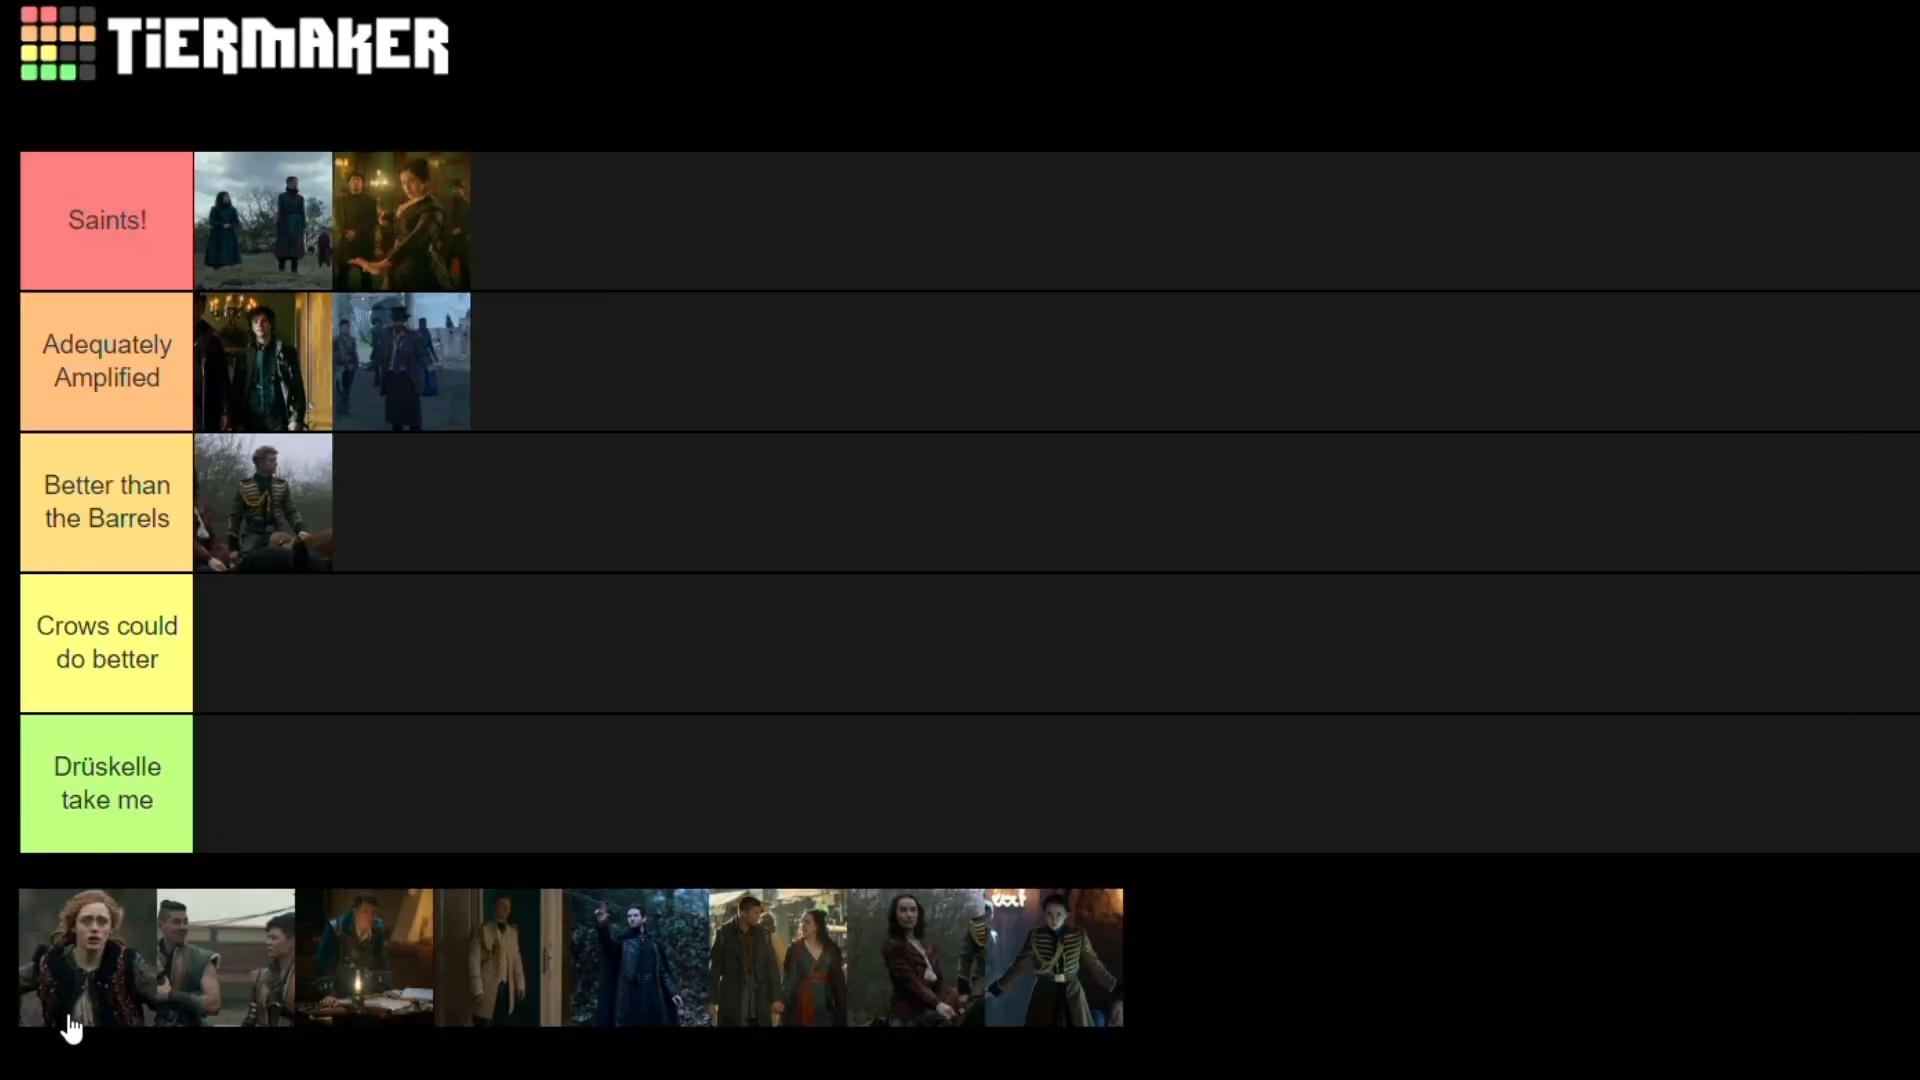 TiERMAKER
Saints!
Adequately
Amplified
Better than
the Barrels
Crows could
do better
Drüskelle
take me